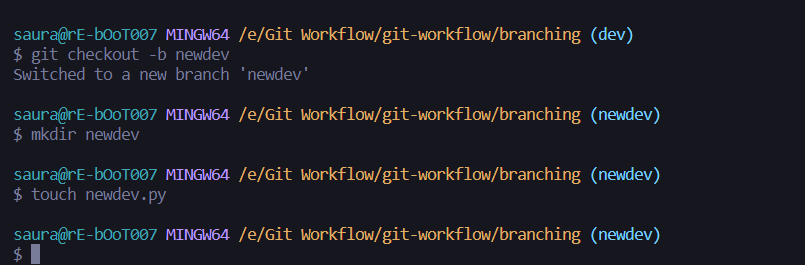 saura@rE-bOoT007 MINGW64 /e/Git Workflow/git-workflow/branching (dev)
$ git checkout -b newdev
Switched to a new branch 'newdev'
saura@rE-bOoT007 MINGW64 /e/Git Workflow/git-workflow/branching (newdev)
$ mkdir newdev
saura@rE-bOoT007 MINGW64 /e/Git Workflow/git-workflow/branching (newdev)
$ touch newdev.py
saura@rE-bOoT007 MINGW64 /e/Git Workflow/git-workflow/branching (newdev)
$